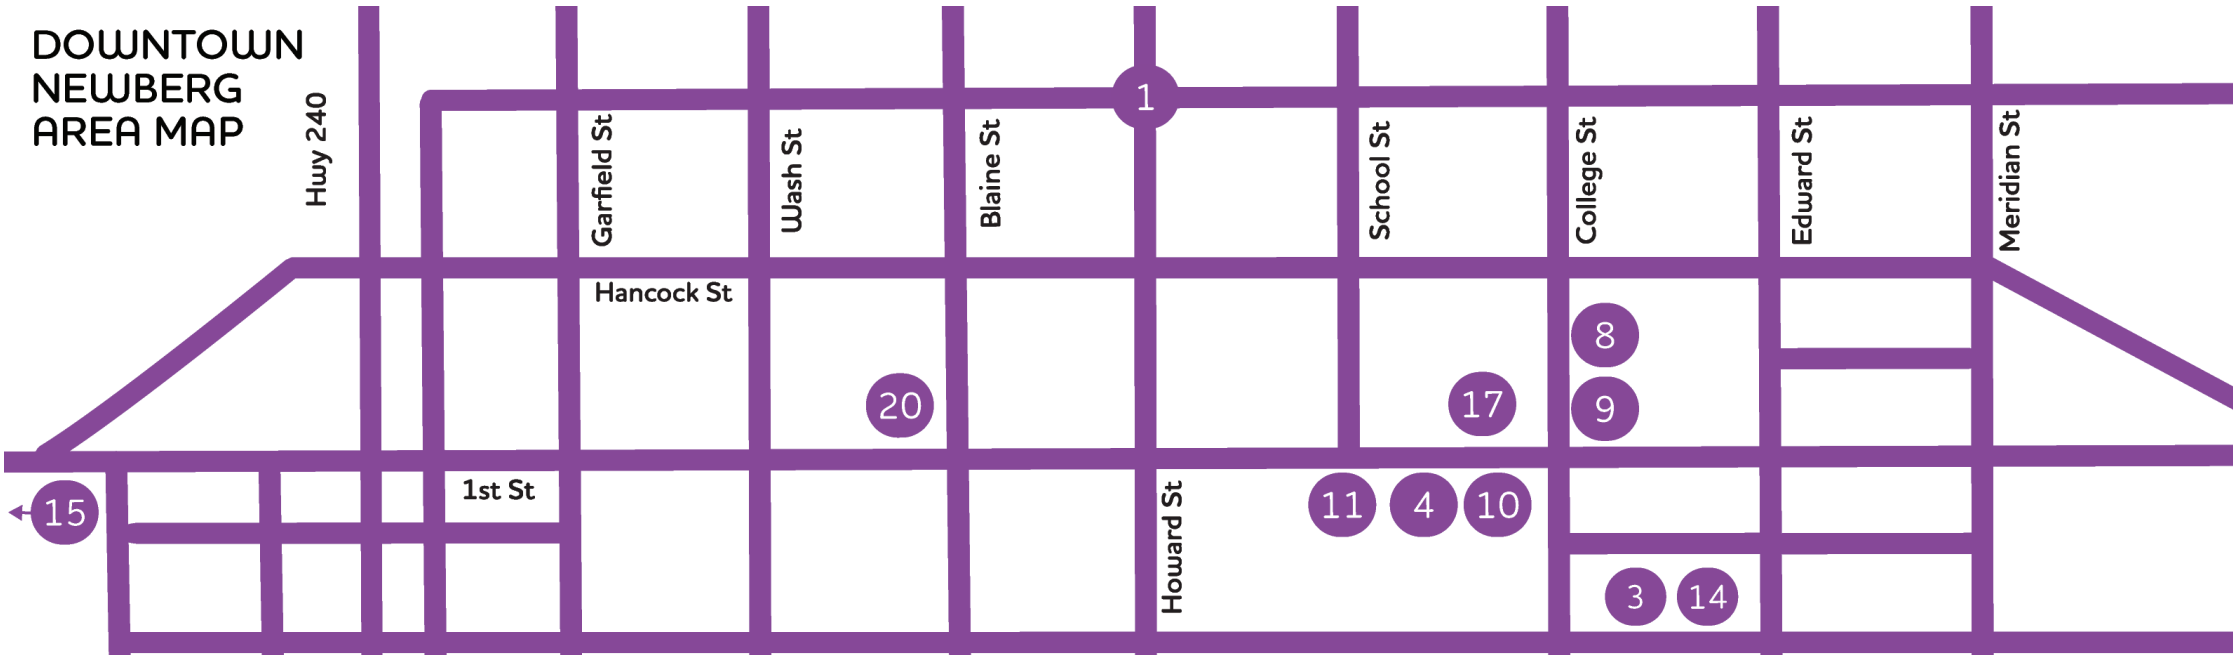 DOWNTOWN
NEWBERG
AREA MAP
Hwy 240
Garfield St
Wash St
Blaine St
1
School St
College St
Edward St
Meridian St
Hancock St
8
20
17
9
1st St
15
Howard St
11
4
10
3
14